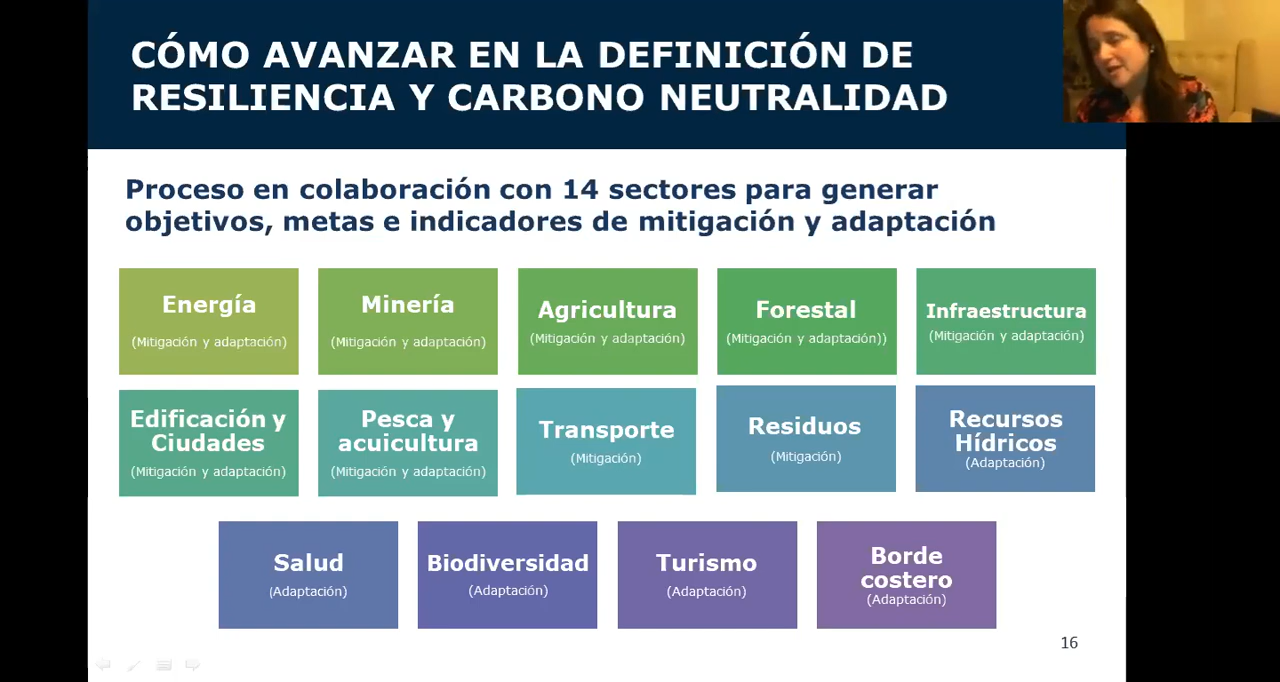 CÓMO AVANZAR EN LA DEFINICIÓN DE
RESILIENCIA Y CARBONO NEUTRALIDAD
Proceso en colaboración con 14 sectores para generar
objetivos, metas e indicadores de mitigación y adaptación
Energía
(Mitigación y adaptación)
Minería
(Mitigación y adaptación)
Agricultura
(Mitigación y adaptación)
Forestal
(Mitigación y adaptación))
Infraestructura
(Mitigación y adaptación)
Edificación y
Ciudades
(Mitigación y adaptación)
Pesca y
acuicultura
(Mitigación y adaptación)
Transporte
(Mitigación)
Residuos
(Mitigación)
Recursos
Hídricos
(Adaptación)
Salud
(Adaptación)
Biodiversidad
(Adaptación)
Turismo
(Adaptación)
Borde
costero
(Adaptación)
16